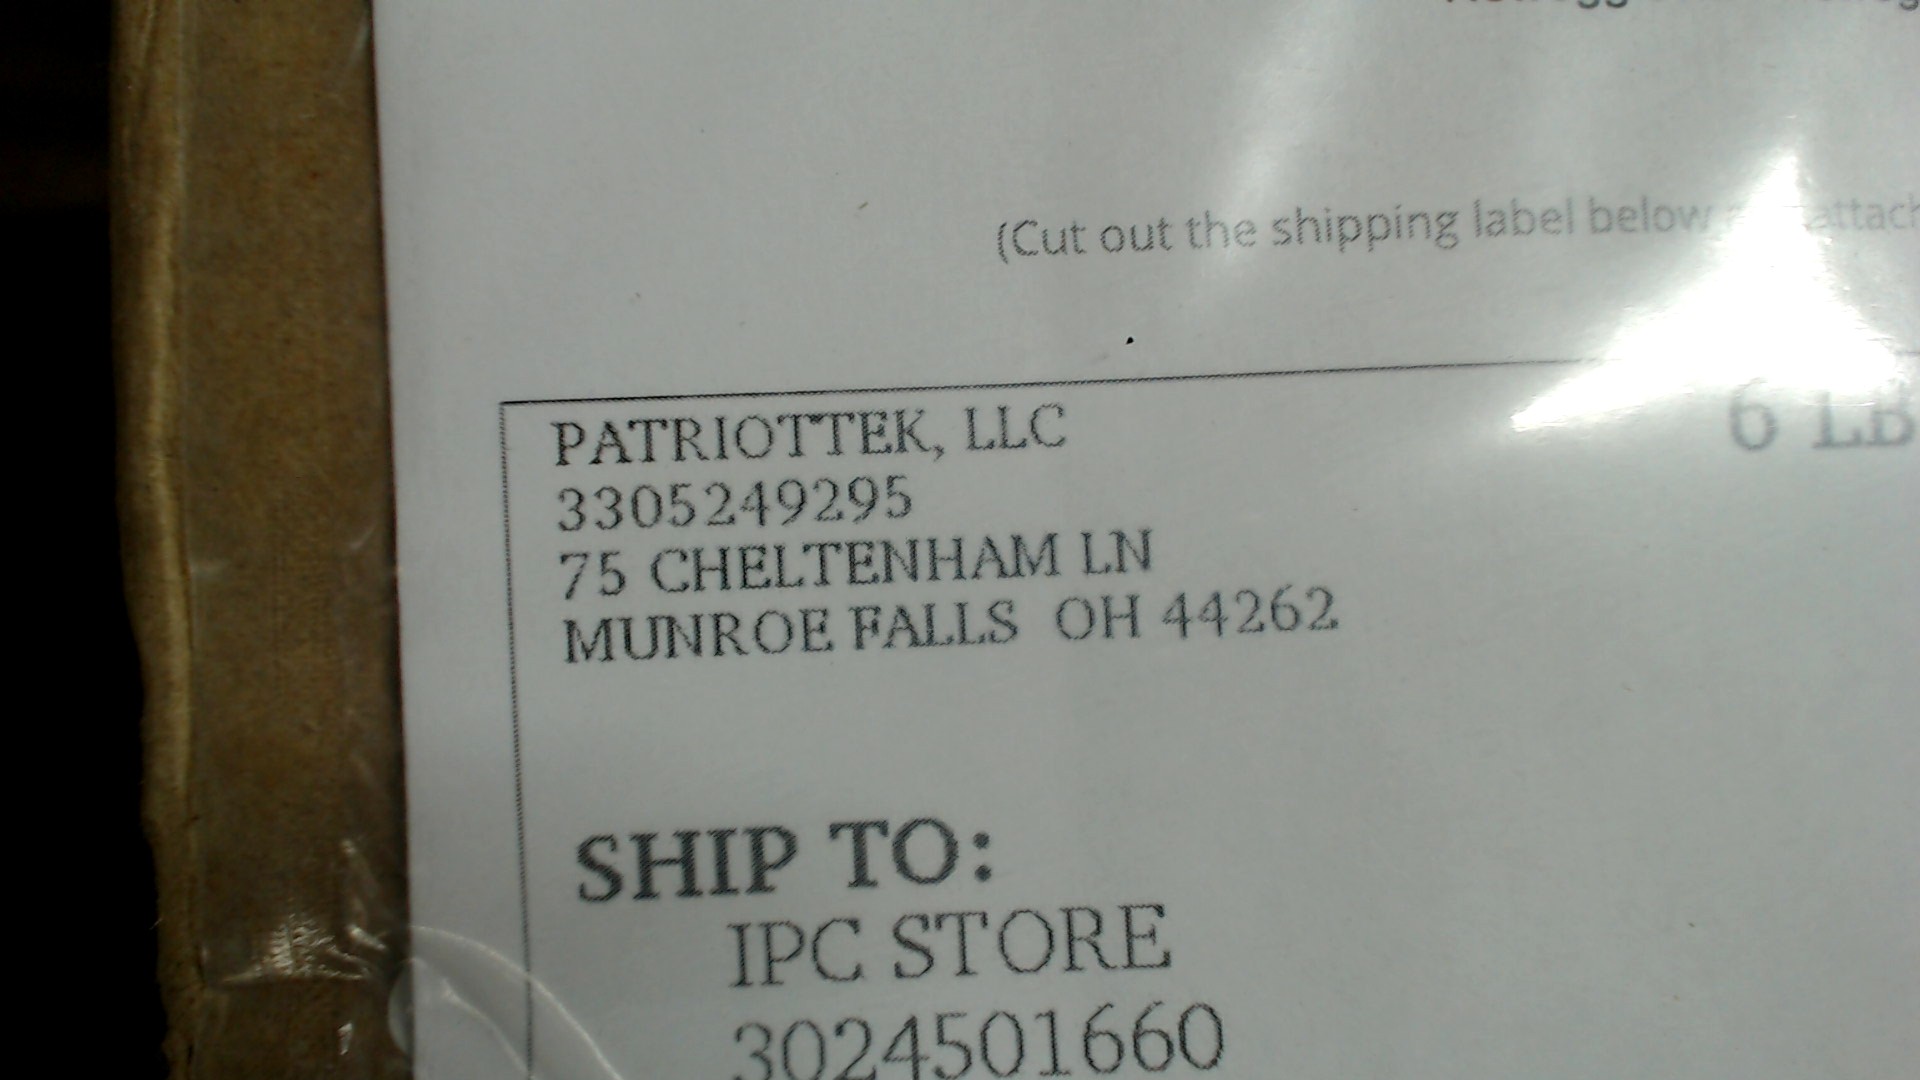 (Cut out the shipping label below attach
PATRIOTTEK, LLC
6 LB
3305249295
75 CHELTENHAM LN
MUNROE FALLS OH 44262
SHIP TO:
IPC STORE
3024501660